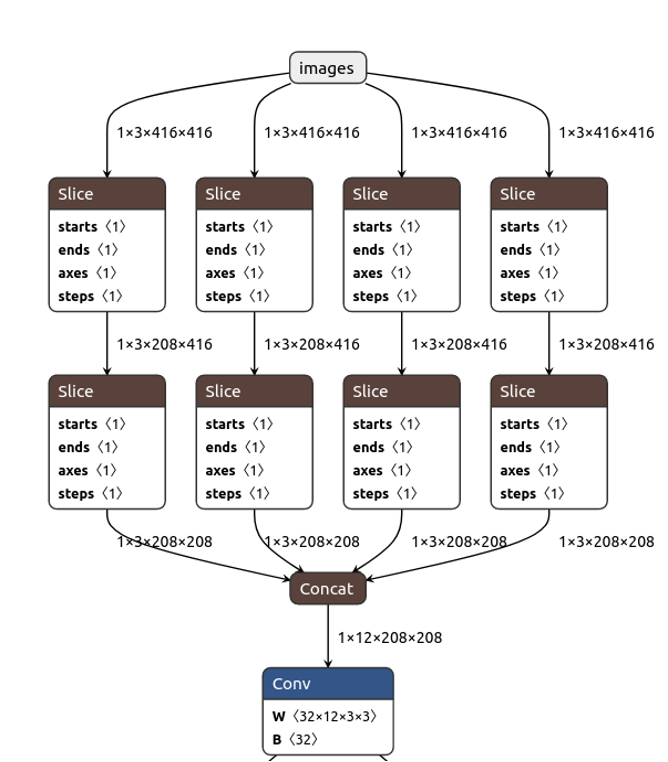 images
1×3×416×416 1×3×416×416 1×3×416×416 1×3×416×416
Slice Slice Slice Slice
starts〈1〉 starts〈1〉 starts〈1〉 starts〈1〉
ends〈1〉 ends〈1〉 ends〈1〉 ends〈1〉
axes〈1〉 axes〈1〉 axes〈1〉 axes〈1〉
steps〈1〉 steps〈1〉 steps〈1〉 steps〈1〉
1×3×208×416 1×3×208×416 1×3×208×416 1×3×208×416
Slice Slice Slice Slice
starts〈1〉 starts〈1〉 starts〈1〉 starts〈1〉
ends〈1〉 ends〈1〉 ends〈1〉 ends〈1〉
axes〈1〉 axes〈1〉 axes〈1〉 axes〈1〉
steps〈1〉 steps〈1〉 steps〈1〉 steps〈1〉
1×3×208×208 1×3×208×208 1×3×208×208 1×3×208×208
Concat
1×12×208×208
Conv
W〈32×12×3×3〉
B〈32〉